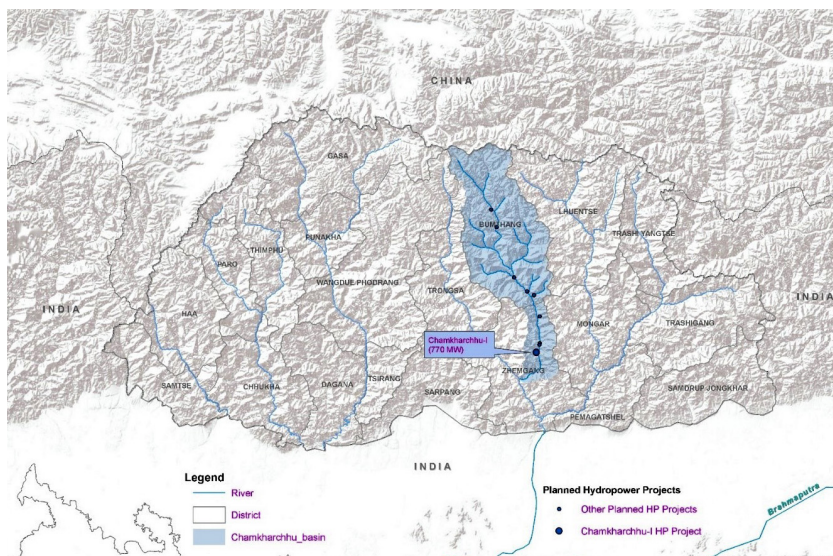 CHINA
GASA
BUMTHANG
LHUENTSE
TRASHI YANGTSE
PUNAKHA
THIMPHU
PARO
WANGDUE PHODRANG
TRONGSA
INDIA
INDIA
HAA
MONGAR
TRASHIGANG
Chamkharchhu-I
(770 MW)
ZHEMGANG
SAMTSE
CHHUKHA
DAGANA
TSIRANG
SARPANG
SAMDRUP JONGKHAR
PEMAGATSHEL
INDIA
Legend
River
District
Chamkharchhu_basin
Planned Hydropower Projects
Other Planned HP Projects
Chamkharchhu-I HP Project
Brahmaputra